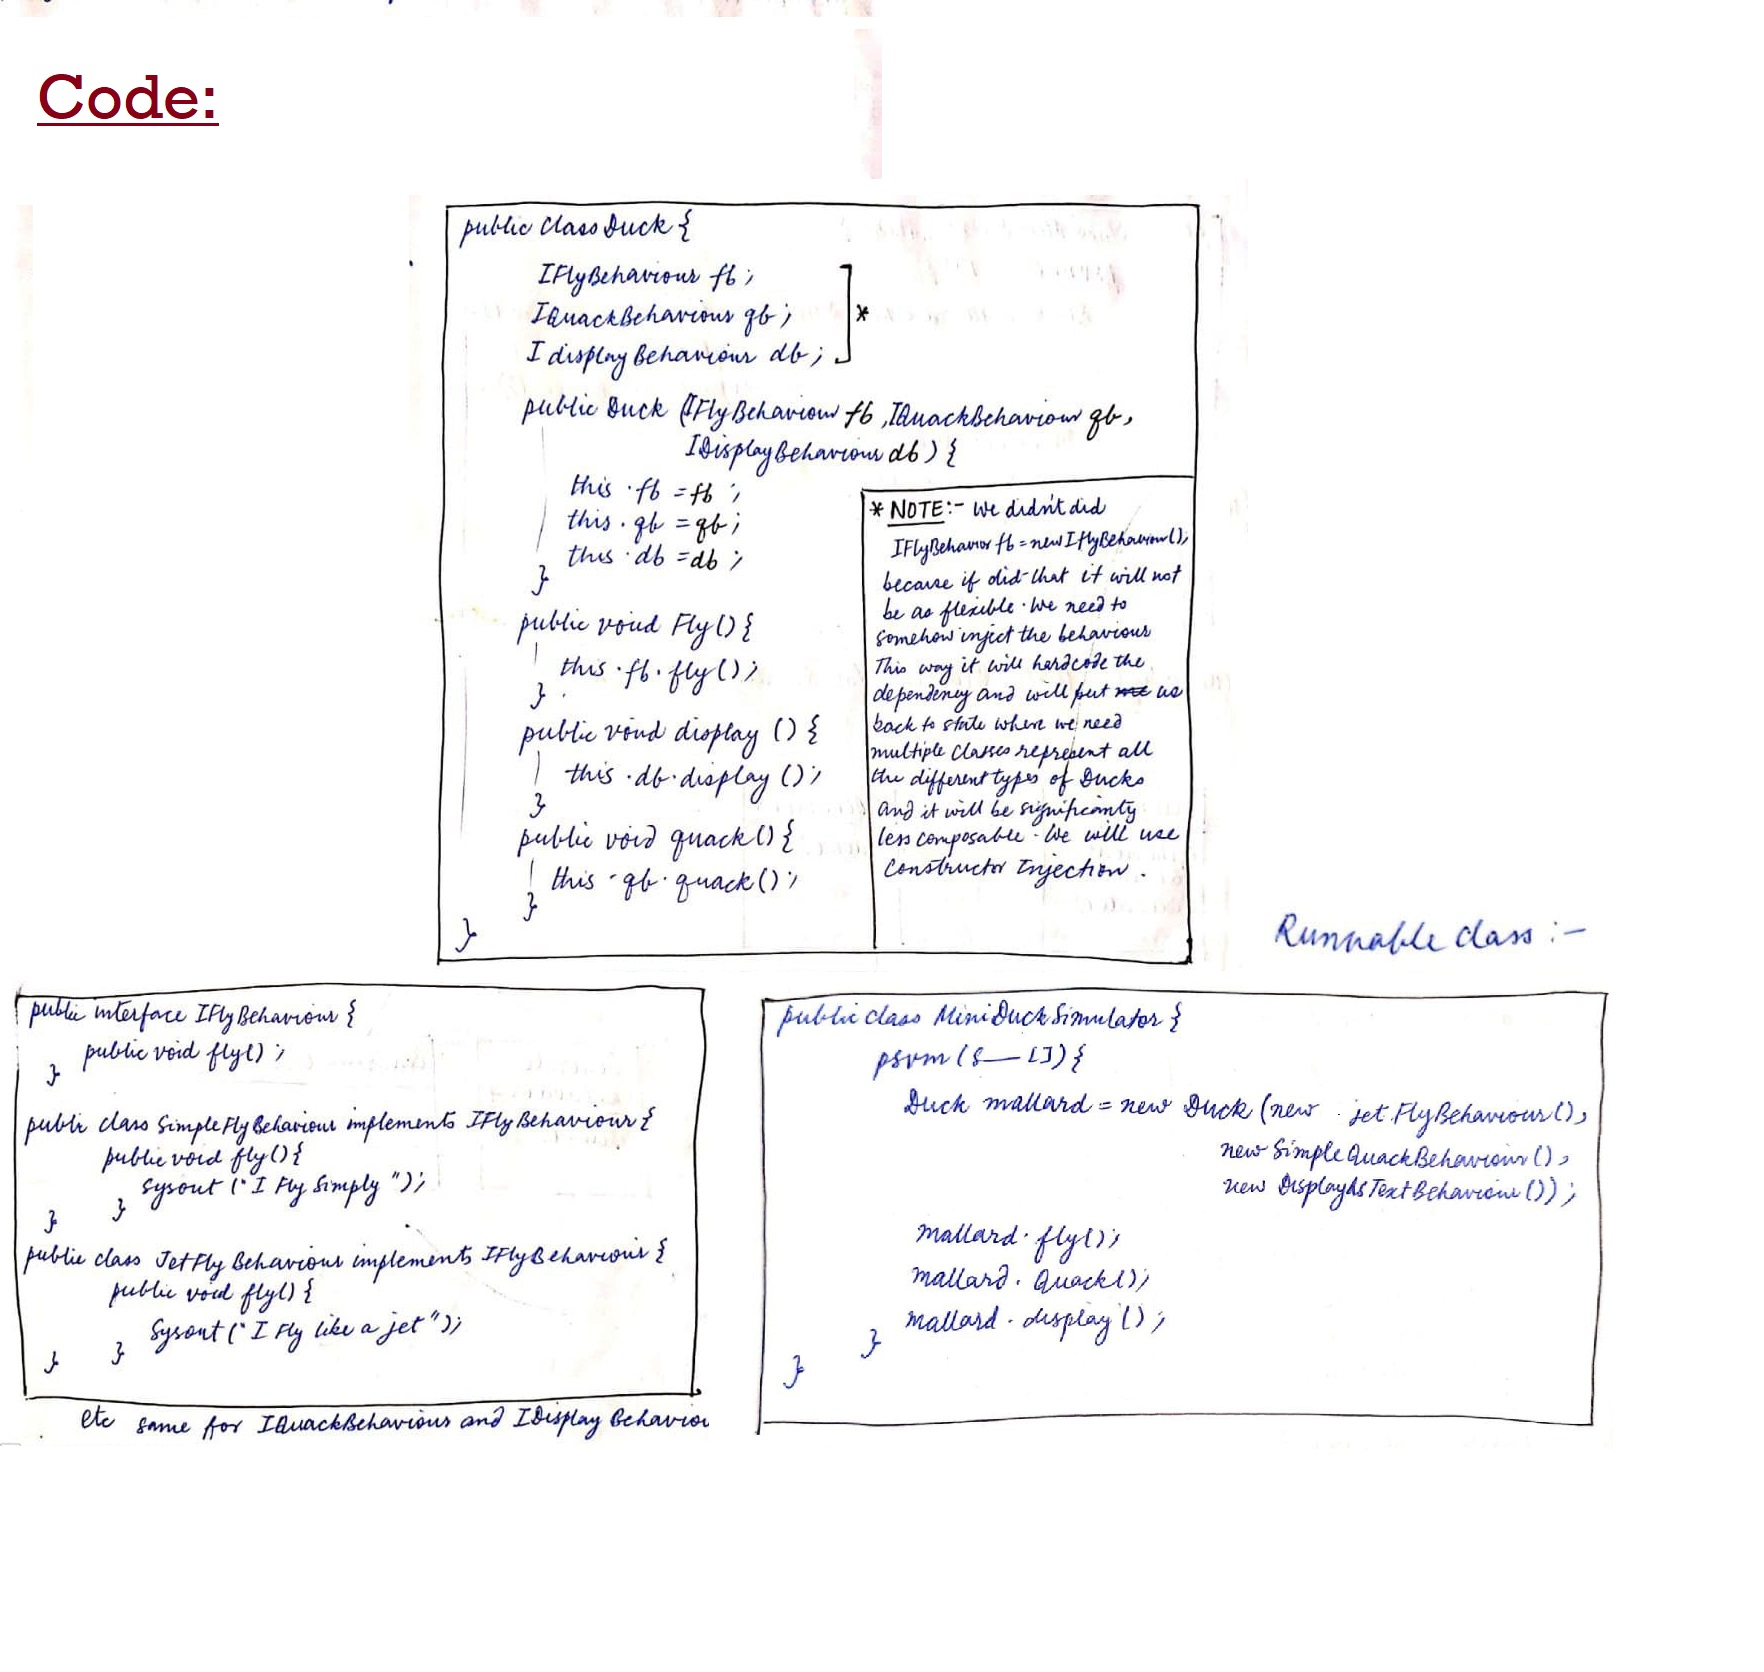 Code:
public Class Duck {
IFlyBehaviour fb;
IQuackBehaviour qb;
I display Behaviour db;
] *
public Duck (IFlyBehaviour fb, IQuackBehaviour qb,
IDisplayBehaviour db) {
this.fb = fb;
this.qb = qb;
this.db = db;
}
public void Fly() {
this.fb.fly();
}
public void display () {
this.db.display ();
}
public void quack() {
this.qb.quack();
}
}
* NOTE:- We didn't did
IFlyBehavior fb = new IFlyBehaviour();
because if did that it will not
be as flexible. We need to
somehow inject the behaviour
This way it will hardcode the
dependency and will put me us
back to state where we need
multiple classes represent all
the different types of Ducks
and it will be significantly
less composable. We will use
Constructor Injection.
Runnable class :-
public interface IFlyBehaviour {
public void fly();
}
public class SimpleFlyBehaviour implements IFlyBehaviour {
public void fly() {
sysout ("I Fly Simply");
}
}
public class JetFly Behaviour implements IFlyBehaviour {
public void fly() {
Sysout ("I Fly like a jet");
}
}
etc same for IQuackBehaviour and IDisplay Behavior
public class MiniDuckSimulator {
psvm (S— []) {
Duck mallard = new Duck (new jet.FlyBehaviour(),
new SimpleQuackBehaviour(),
new DisplayAsTextBehaviour());
mallard.fly();
mallard.Quack();
mallard.display();
}
}